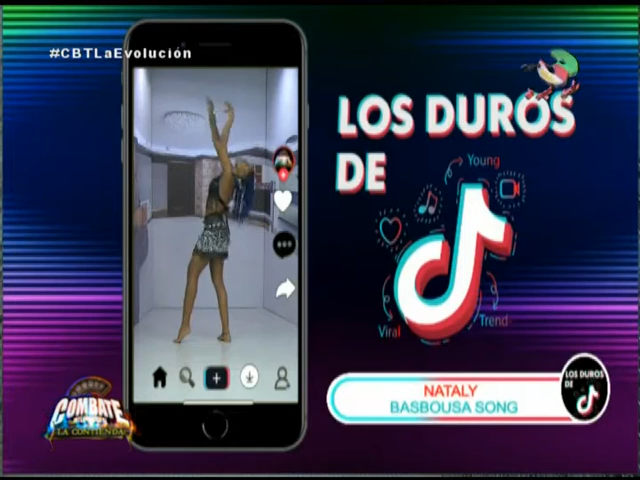 #CBTLaEvolución
LOS DUROS
DE
Young
Viral
Trend
COMBATE
LA CONTIENDA
NATALY
BASBOUSA SONG
LOS DUROS
DE